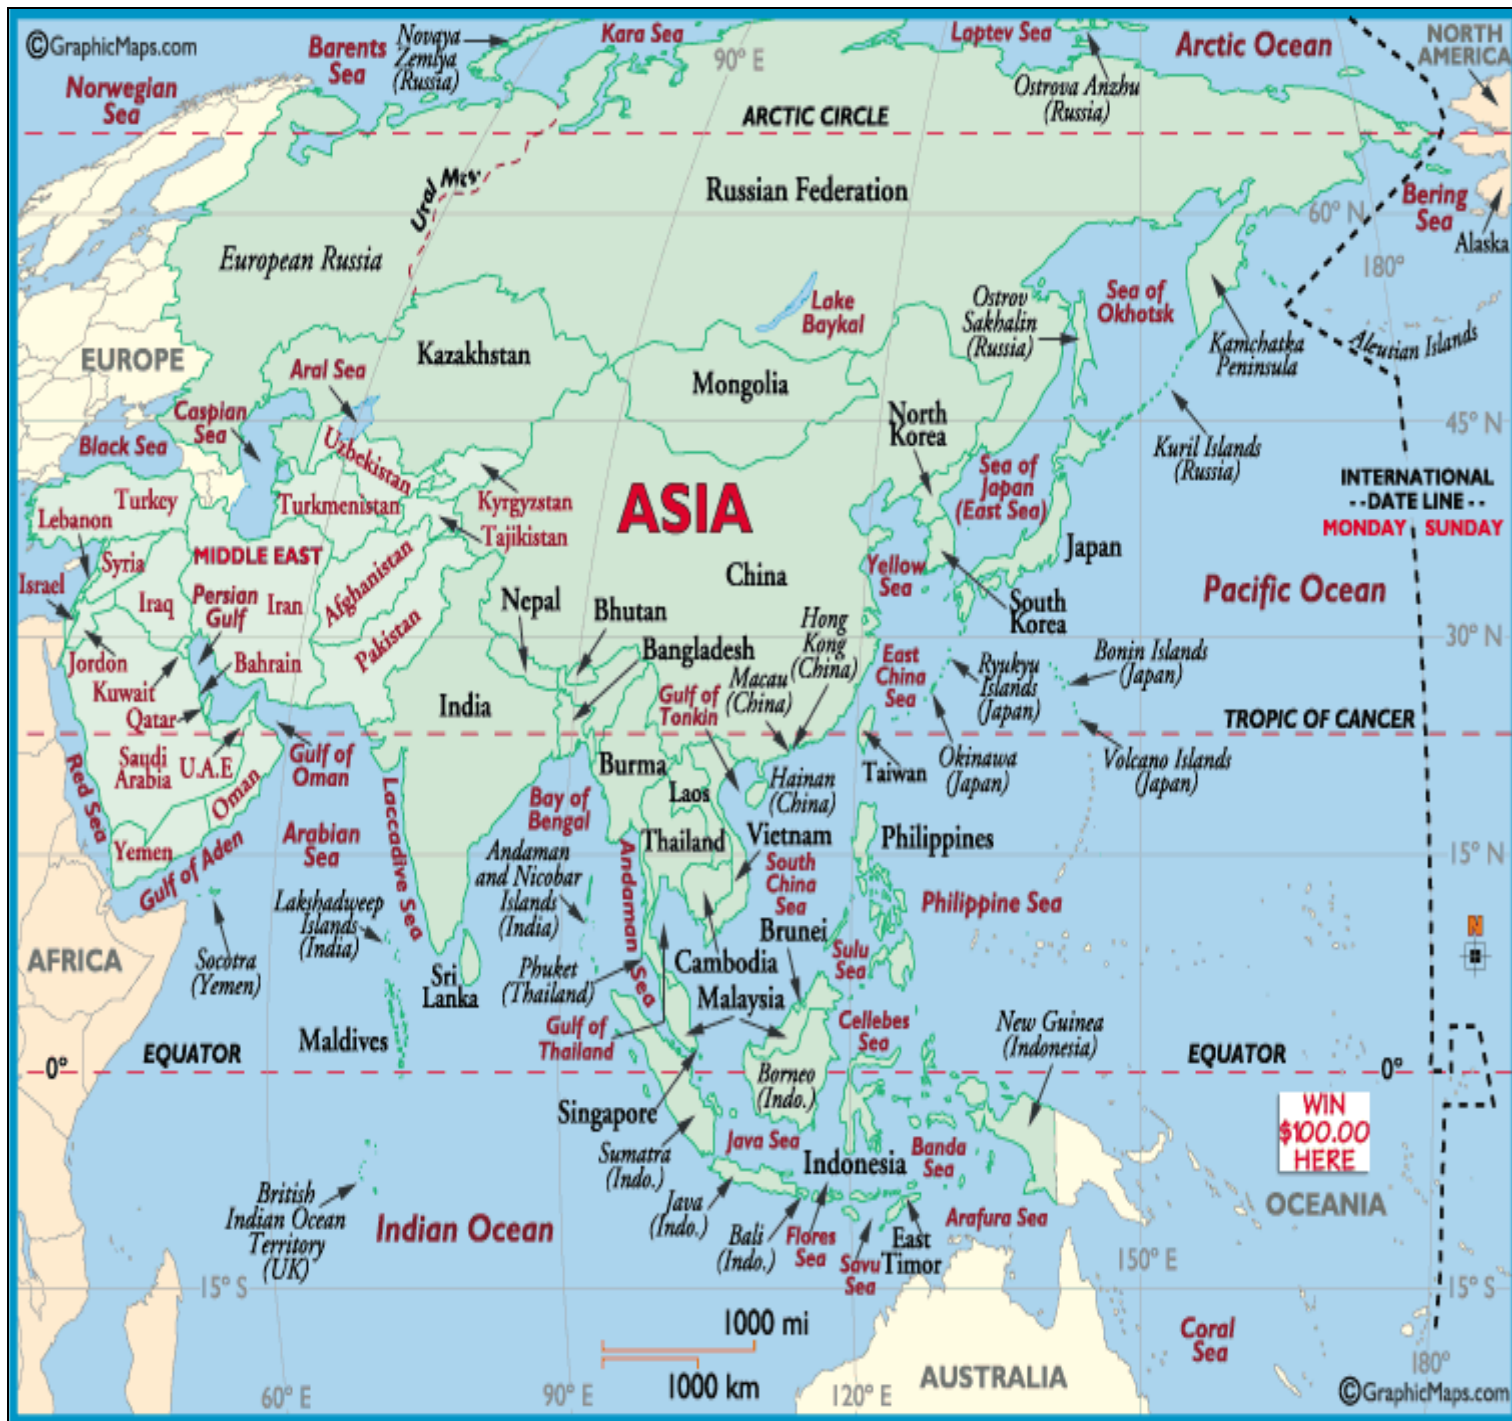 ©GraphicMaps.com
Barents
Sea
Novaya
Zemlya
(Russia)
Kara Sea
90° E
Laptev Sea
Ostrova Anzhu
(Russia)
Arctic Ocean
NORTH
AMERICA
Norwegian
Sea
ARCTIC CIRCLE
Ural Mts.
Russian Federation
European Russia
60° N
180°
Bering
Sea
Alaska
Lake
Baykal
Ostrov
Sakhalin
(Russia)
Sea of
Okhotsk
Kamchatka
Peninsula
Aleutian Islands
EUROPE
Kazakhstan
Aral Sea
Mongolia
Caspian
Sea
Black Sea
North
Korea
Kuril Islands
(Russia)
45° N
INTERNATIONAL
--DATE LINE--
MONDAY SUNDAY
Uzbekistan
Turkey
Turkmenistan
Kyrgyzstan
Tajikistan
ASIA
Sea of
Japan
(East Sea)
Japan
Lebanon
Syria
MIDDLE EAST
Afghanistan
China
Yellow
Sea
Pacific Ocean
Israel
Iraq
Persian
Gulf
Iran
Pakistan
Nepal
Bhutan
Bangladesh
Hong
Kong
(China)
South
Korea
30° N
Jordon
Kuwait
Bahrain
Qatar
India
Gulf of
Tonkin
Macau
(China)
East
China
Sea
Ryukyu
Islands
(Japan)
Bonin Islands
(Japan)
TROPIC OF CANCER
Saudi
Arabia
U.A.E
Oman
Gulf of
Oman
Red Sea
Burma
Laos
Hainan
(China)
Taiwan
Okinawa
(Japan)
Volcano Islands
(Japan)
Laccadive Sea
Bay of
Bengal
Arabian
Sea
Yemen
Gulf of Aden
Thailand
Vietnam
Philippines
15° N
Andaman
and Nicobar
Islands
(India)
Andaman Sea
South
China
Sea
Philippine Sea
Lakshadweep
Islands
(India)
Brunei
N
AFRICA
Socotra
(Yemen)
Sri
Lanka
Phuket
(Thailand)
Cambodia
Malaysia
Sulu
Sea
Gulf of
Thailand
Cellebes
Sea
New Guinea
(Indonesia)
Maldives
EQUATOR
EQUATOR
0°
0°
Borneo
(Indo.)
Singapore
Sumatra
(Indo.)
Java Sea
Indonesia
Banda
Sea
WIN
$100.00
HERE
OCEANIA
British
Indian Ocean
Territory
(UK)
Indian Ocean
Java
(Indo.)
Bali
(Indo.)
Flores
Sea
Savu
Sea
East
Timor
Arafura Sea
15° S
150° E
15° S
1000 mi
1000 km
Coral
Sea
AUSTRALIA
60° E
90° E
120° E
180°
©GraphicMaps.com